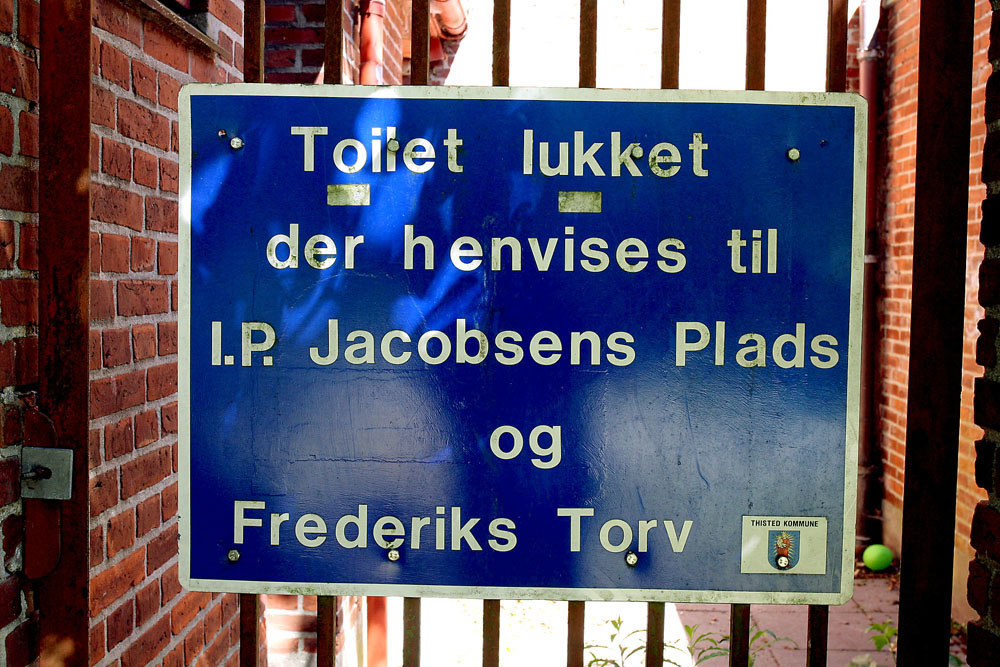 Toilet lukket
der henvises til
I.P. Jacobsens Plads
og
Frederiks Torv
THISTED KOMMUNE